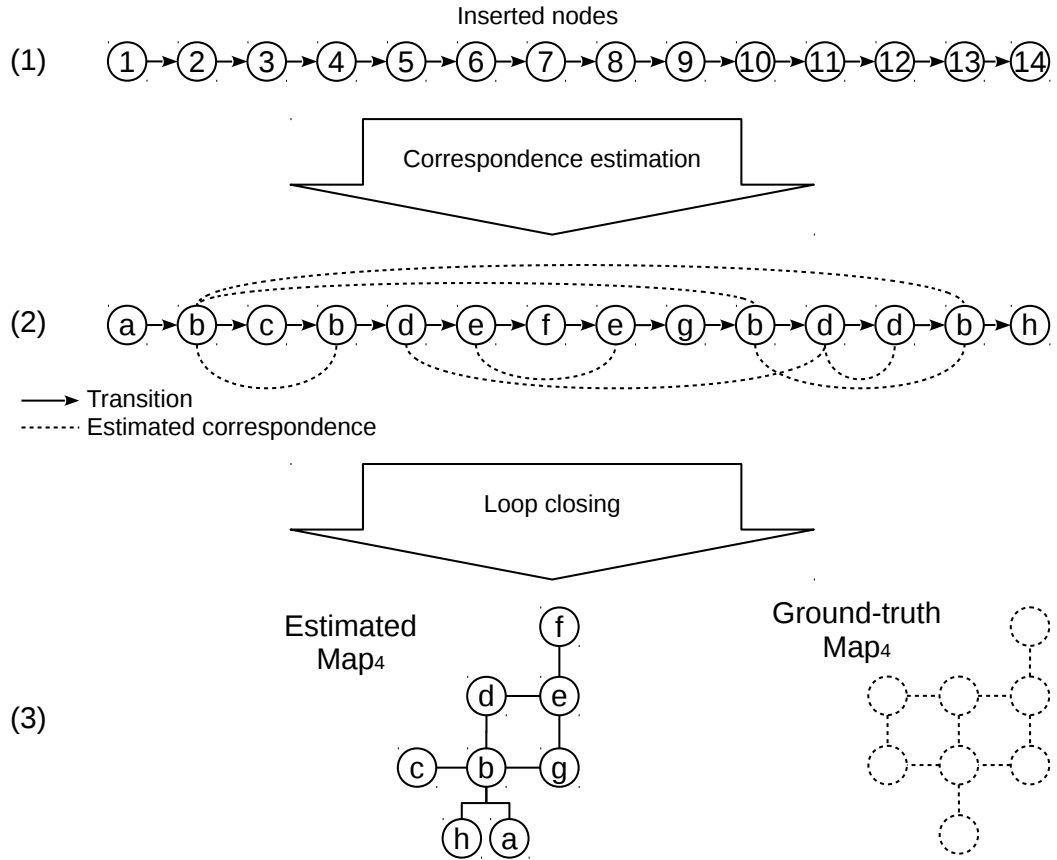 Inserted nodes
(1) 1 2 3 4 5 6 7 8 9 10 11 12 13 14
Correspondence estimation
(2) a b c b d e f e g b d d b h
Transition
Estimated correspondence
Loop closing
Estimated
Map4
Ground-truth
Map4
f
d e
(3)
c b g
h a